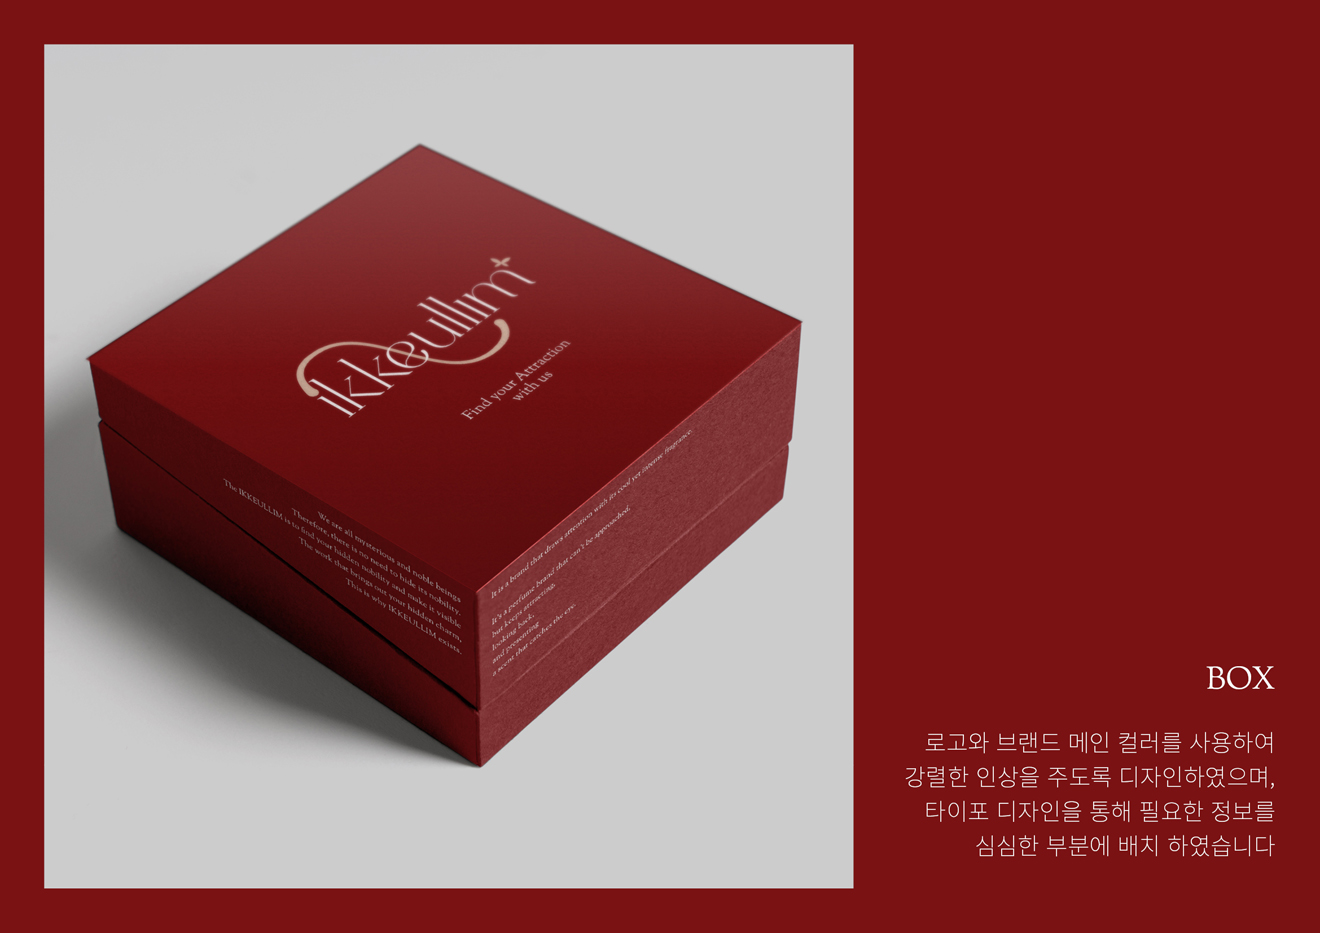 ikkeullim
Find your Attraction
with us
We are all mysterious and noble beings
Therefore, there is no need to hide its nobility.
The IKKEULLIM is to find your hidden nobility and make it visible
The work that brings out your hidden charm,
This is why IKKEULLIM exists.
It is a brand that draws attention with its cool yet intense fragrance.
It's a perfume brand that can't be approached,
but keeps attracting,
looking back,
and presenting
a scent that catches the eye.
BOX
로고와 브랜드 메인 컬러를 사용하여
강렬한 인상을 주도록 디자인하였으며,
타이포 디자인을 통해 필요한 정보를
심심한 부분에 배치 하였습니다